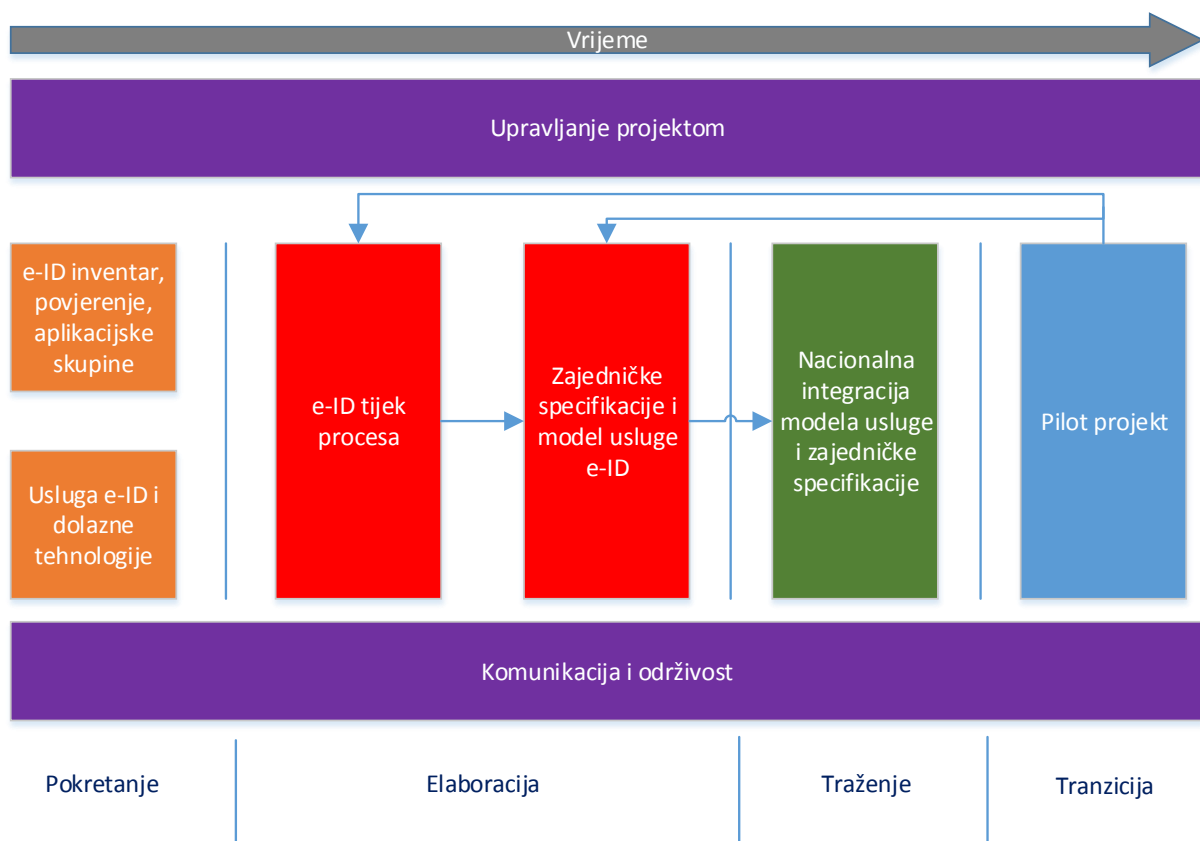 Vrijeme
Upravljanje projektom
e-ID inventar,
povjerenje,
aplikacijske
skupine
Usluga e-ID i
dolazne
tehnologije
e-ID tijek
procesa
Zajedničke
specifikacije i
model usluge
e-ID
Nacionalna
integracija
modela usluge
i zajedničke
specifikacije
Pilot projekt
Komunikacija i održivost
Pokretanje
Elaboracija
Traženje
Tranzicija